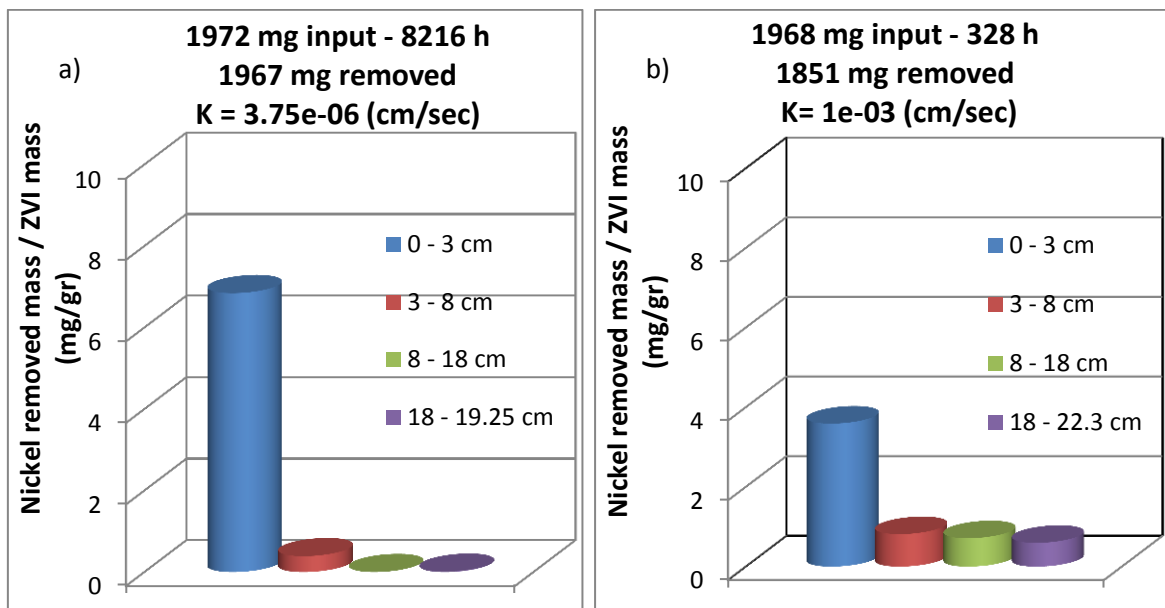 a)
1972 mg input - 8216 h
1967 mg removed
K = 3.75e-06 (cm/sec)
Nickel removed mass / ZVI mass
(mg/gr)
10
8
6
4
2
0
0 - 3 cm
3 - 8 cm
8 - 18 cm
18 - 19.25 cm
b)
1968 mg input - 328 h
1851 mg removed
K= 1e-03 (cm/sec)
Nickel removed mass / ZVI mass
(mg/gr)
10
8
6
4
2
0
0 - 3 cm
3 - 8 cm
8 - 18 cm
18 - 22.3 cm